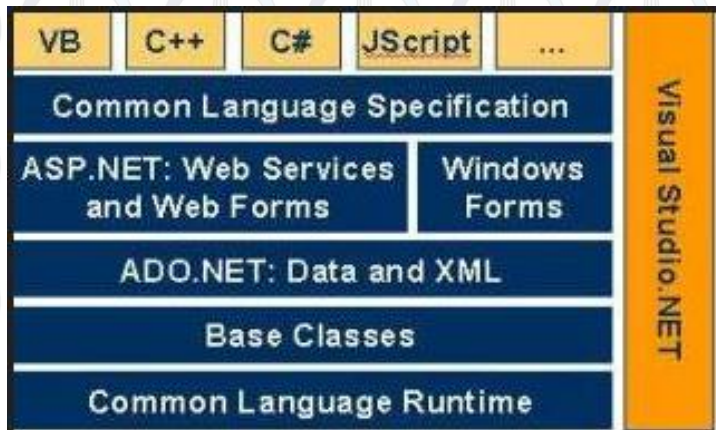 VB C++ C# JScript ...
Common Language Specification
ASP.NET: Web Services
and Web Forms
Windows
Forms
ADO.NET: Data and XML
Base Classes
Common Language Runtime
Visual Studio.NET